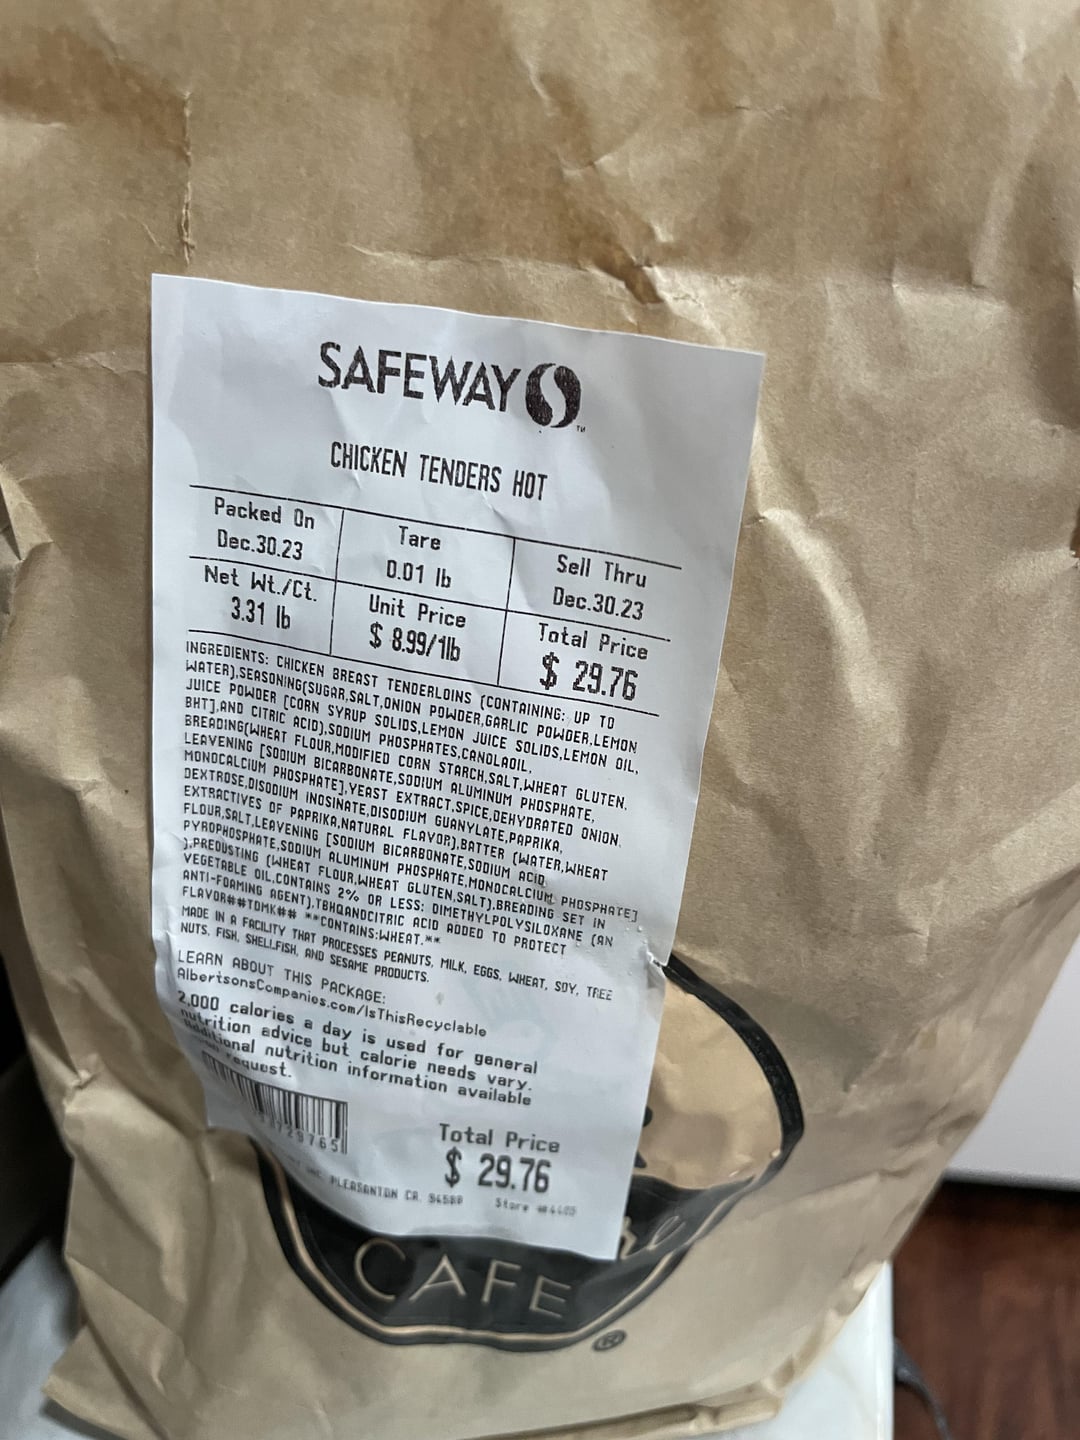 SAFEWAY
TM
CHICKEN TENDERS HOT
Packed On
Dec.30.23
Tare
0.01 lb
Sell Thru
Dec.30.23
Net Wt./Ct.
3.31 lb
Unit Price
$ 8.99/1lb
Total Price
$ 29.76
INGREDIENTS: CHICKEN BREAST TENDERLOINS (CONTAINING: UP TO
WATER),SEASONING(SUGAR,SALT,ONION POWDER,GARLIC POWDER,LEMON
JUICE POWDER [CORN SYRUP SOLIDS,LEMON JUICE SOLIDS,LEMON OIL,
BHT],AND CITRIC ACID),SODIUM PHOSPHATES,CANOLAOIL,
BREADING(WHEAT FLOUR,MODIFIED CORN STARCH,SALT,WHEAT GLUTEN,
LEAVENING [SODIUM BICARBONATE,SODIUM ALUMINUM PHOSPHATE,
MONOCALCIUM PHOSPHATE],YEAST EXTRACT,SPICE,DEHYDRATED ONION,
DEXTROSE,DISODIUM INOSINATE,DISODIUM GUANYLATE,PAPRIKA,
EXTRACTIVES OF PAPRIKA,NATURAL FLAVOR),BATTER (WATER,WHEAT
FLOUR,SALT,LEAVENING [SODIUM BICARBONATE,SODIUM ACID
PYROPHOSPHATE,SODIUM ALUMINUM PHOSPHATE,MONOCALCIUM PHOSPHATE]
),PREDUSTING (WHEAT FLOUR,WHEAT GLUTEN,SALT).BREADING SET IN
VEGETABLE OIL.CONTAINS 2% OR LESS: DIMETHYLPOLYSILOXANE (AN
ANTI-FOAMING AGENT),TBHQANDCITRIC ACID ADDED TO PROTECT
FLAVOR##TDMK## **CONTAINS:WHEAT.**
MADE IN A FACILITY THAT PROCESSES PEANUTS, MILK, EGGS, WHEAT, SOY, TREE
NUTS, FISH, SHELLFISH, AND SESAME PRODUCTS.
LEARN ABOUT THIS PACKAGE:
AlbertsonsCompanies.com/IsThisRecyclable
2,000 calories a day is used for general
nutrition advice but calorie needs vary.
Additional nutrition information available
upon request.
Total Price
$ 29.76
PLEASANTON CA. 94588
Store #4405
CAFE
®